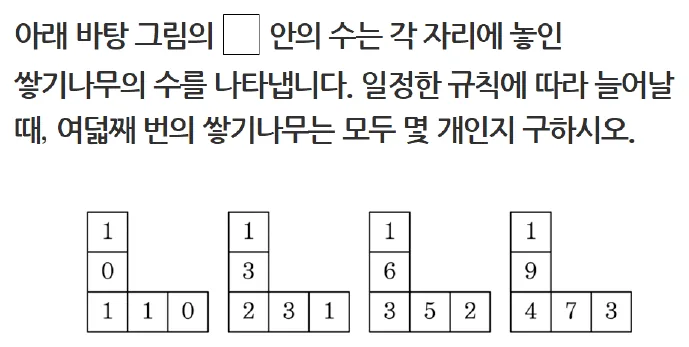 아래 바탕 그림의 □ 안의 수는 각 자리에 놓인
쌓기나무의 수를 나타냅니다. 일정한 규칙에 따라 늘어날
때, 여덟째 번의 쌓기나무는 모두 몇 개인지 구하시오.
1 1 1 1
0 3 6 9
1 1 0 2 3 1 3 5 2 4 7 3